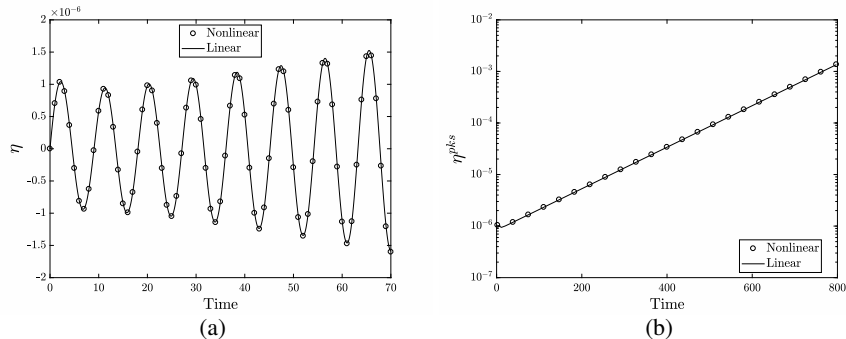 ×10⁻⁶
2
1.5
1
0.5
0
-0.5
-1
-1.5
-2
η
0 10 20 30 40 50 60 70
Time
Nonlinear
Linear
(a)
10⁻²
10⁻³
10⁻⁴
10⁻⁵
10⁻⁶
10⁻⁷
η^{pks}
0 200 400 600 800
Time
Nonlinear
Linear
(b)